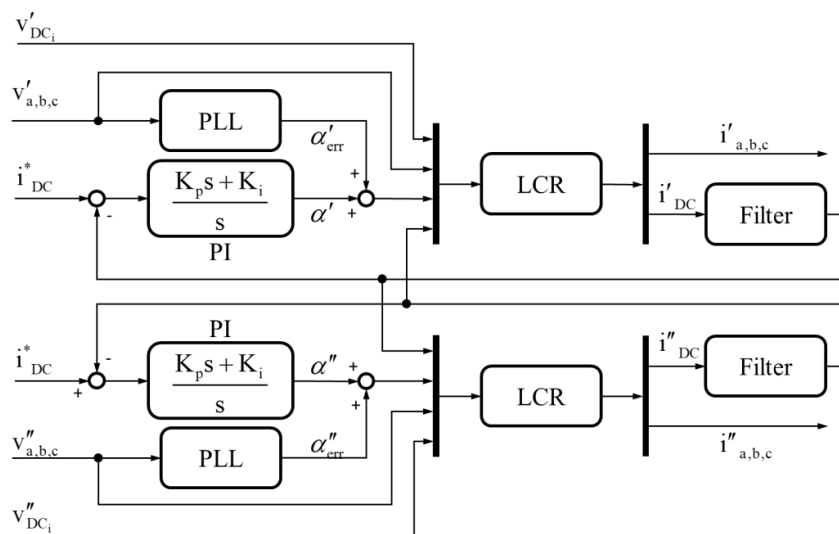 v′DCi
v′a,b,c
PLL
α′err
i*DC
-
Kps + Ki
s
PI
α′
+
+
LCR
i′a,b,c
i′DC
Filter
PI
i*DC
-
+
Kps + Ki
s
α″
+
+
LCR
i″DC
Filter
i″a,b,c
v″a,b,c
PLL
α″err
v″DCi